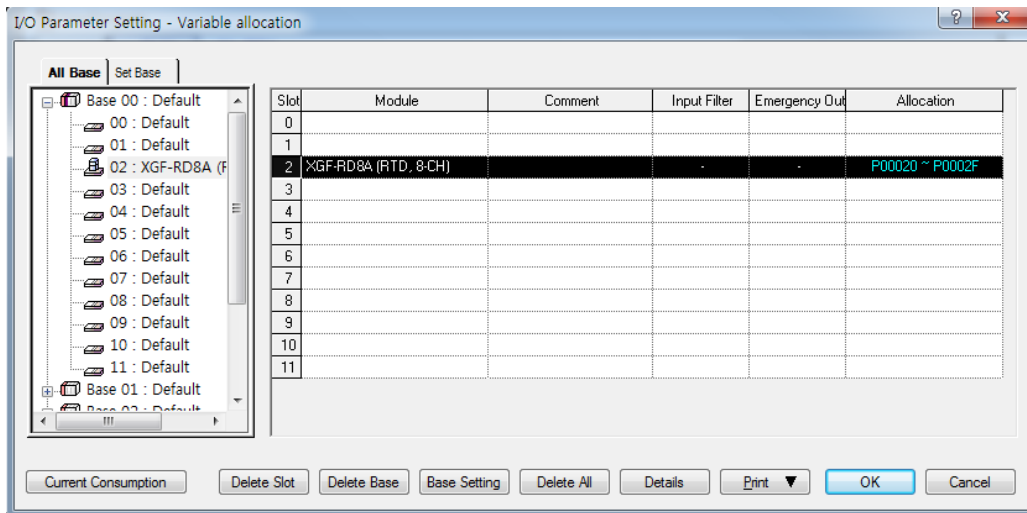 I/O Parameter Setting - Variable allocation
All Base Set Base
Base 00 : Default
00 : Default
01 : Default
02 : XGF-RD8A (F
03 : Default
04 : Default
05 : Default
06 : Default
07 : Default
08 : Default
09 : Default
10 : Default
11 : Default
Base 01 : Default
Base 02 : Default
Slot Module Comment Input Filter Emergency Out Allocation
0
1
2 XGF-RD8A (RTD, 8-CH) - - P00020 ~ P0002F
3
4
5
6
7
8
9
10
11
Current Consumption Delete Slot Delete Base Base Setting Delete All Details Print ▼ OK Cancel